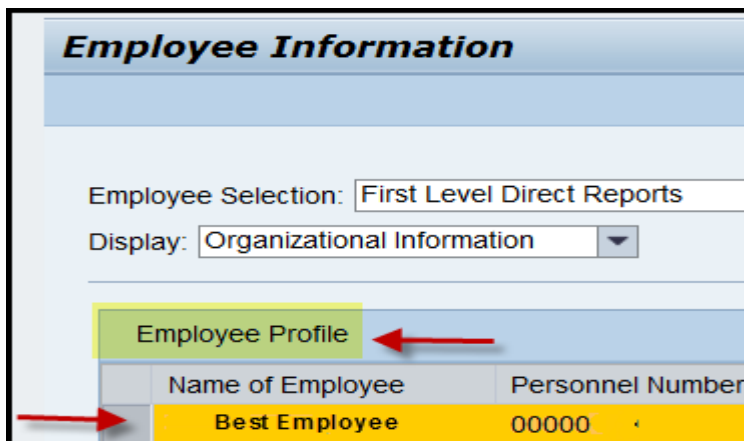 Employee Information
Employee Selection: First Level Direct Reports
Display: Organizational Information
Employee Profile
Name of Employee Personnel Number
Best Employee 00000